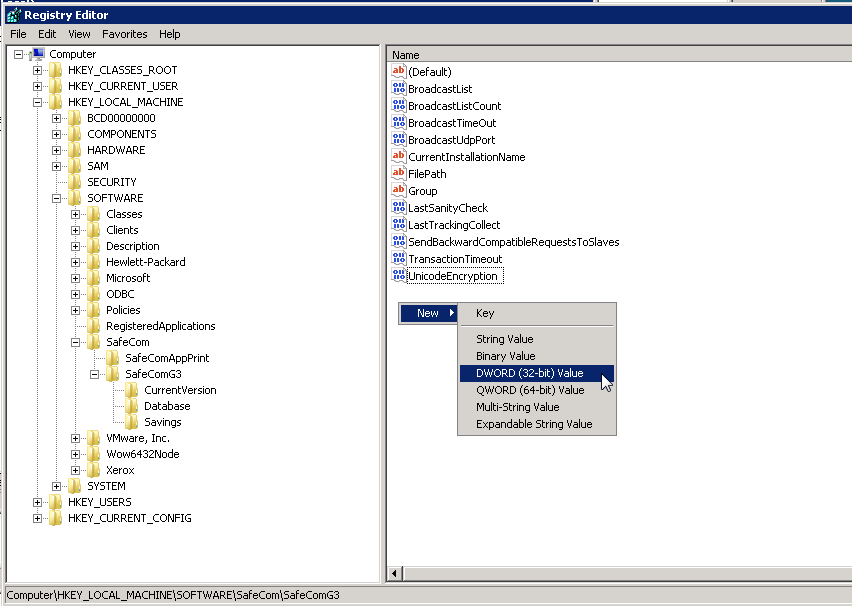 Registry Editor
File Edit View Favorites Help
Computer
HKEY_CLASSES_ROOT
HKEY_CURRENT_USER
HKEY_LOCAL_MACHINE
BCD00000000
COMPONENTS
HARDWARE
SAM
SECURITY
SOFTWARE
Classes
Clients
Description
Hewlett-Packard
Microsoft
ODBC
Policies
RegisteredApplications
SafeCom
SafeComAppPrint
SafeComG3
CurrentVersion
Database
Savings
VMware, Inc.
Wow6432Node
Xerox
SYSTEM
HKEY_USERS
HKEY_CURRENT_CONFIG
Name
(Default)
BroadcastList
BroadcastListCount
BroadcastTimeOut
BroadcastUdpPort
CurrentInstallationName
FilePath
Group
LastSanityCheck
LastTrackingCollect
SendBackwardCompatibleRequestsToSlaves
TransactionTimeout
UnicodeEncryption
New
Key
String Value
Binary Value
DWORD (32-bit) Value
QWORD (64-bit) Value
Multi-String Value
Expandable String Value
Computer\HKEY_LOCAL_MACHINE\SOFTWARE\SafeCom\SafeComG3